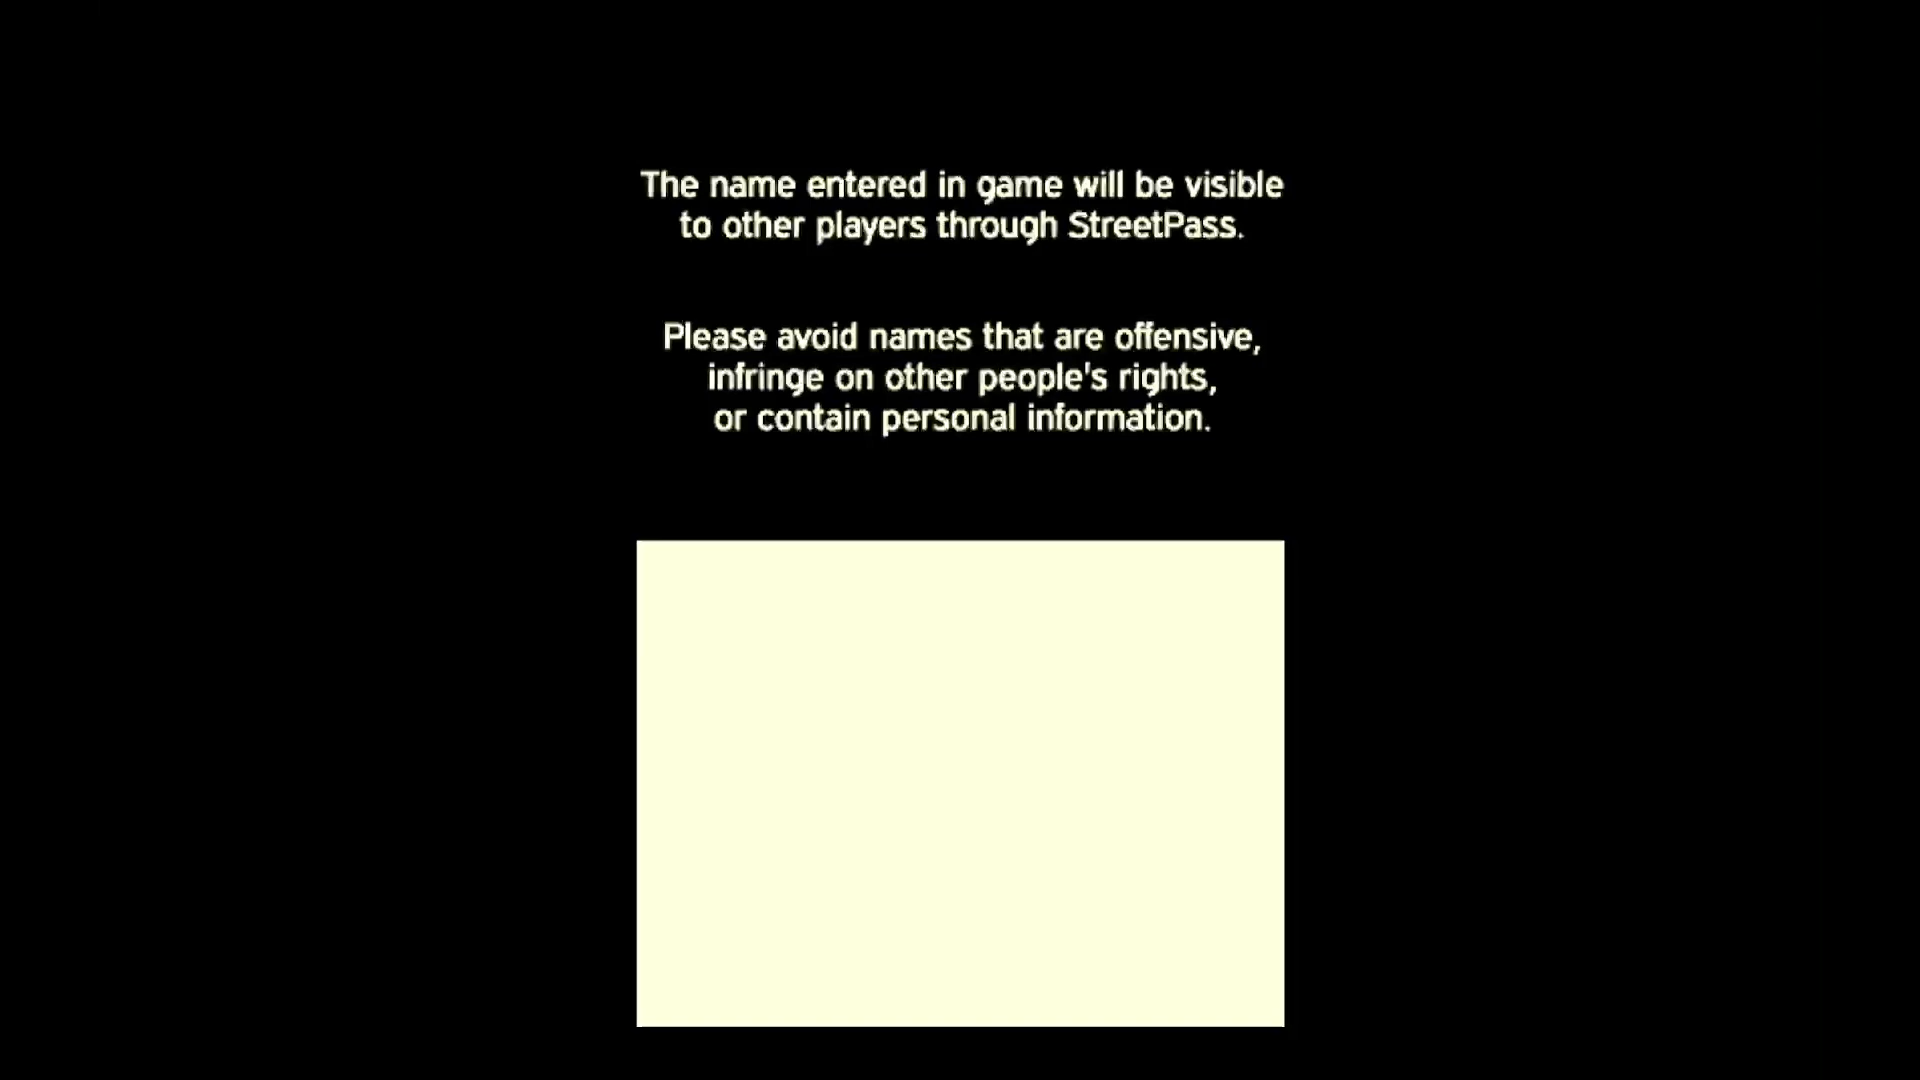 The name entered in game will be visible
to other players through StreetPass.
Please avoid names that are offensive,
infringe on other people's rights,
or contain personal information.